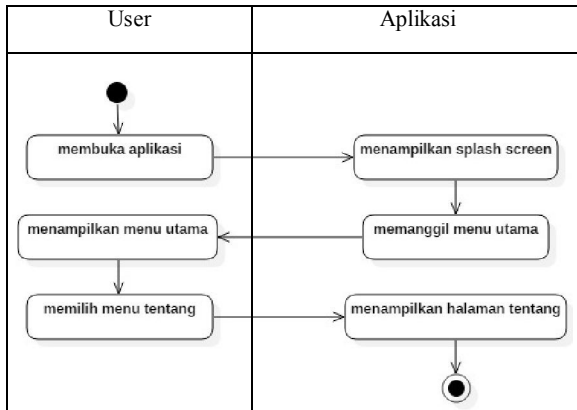 User
Aplikasi
membuka aplikasi
menampilkan splash screen
menampilkan menu utama
memanggil menu utama
memilih menu tentang
menampilkan halaman tentang